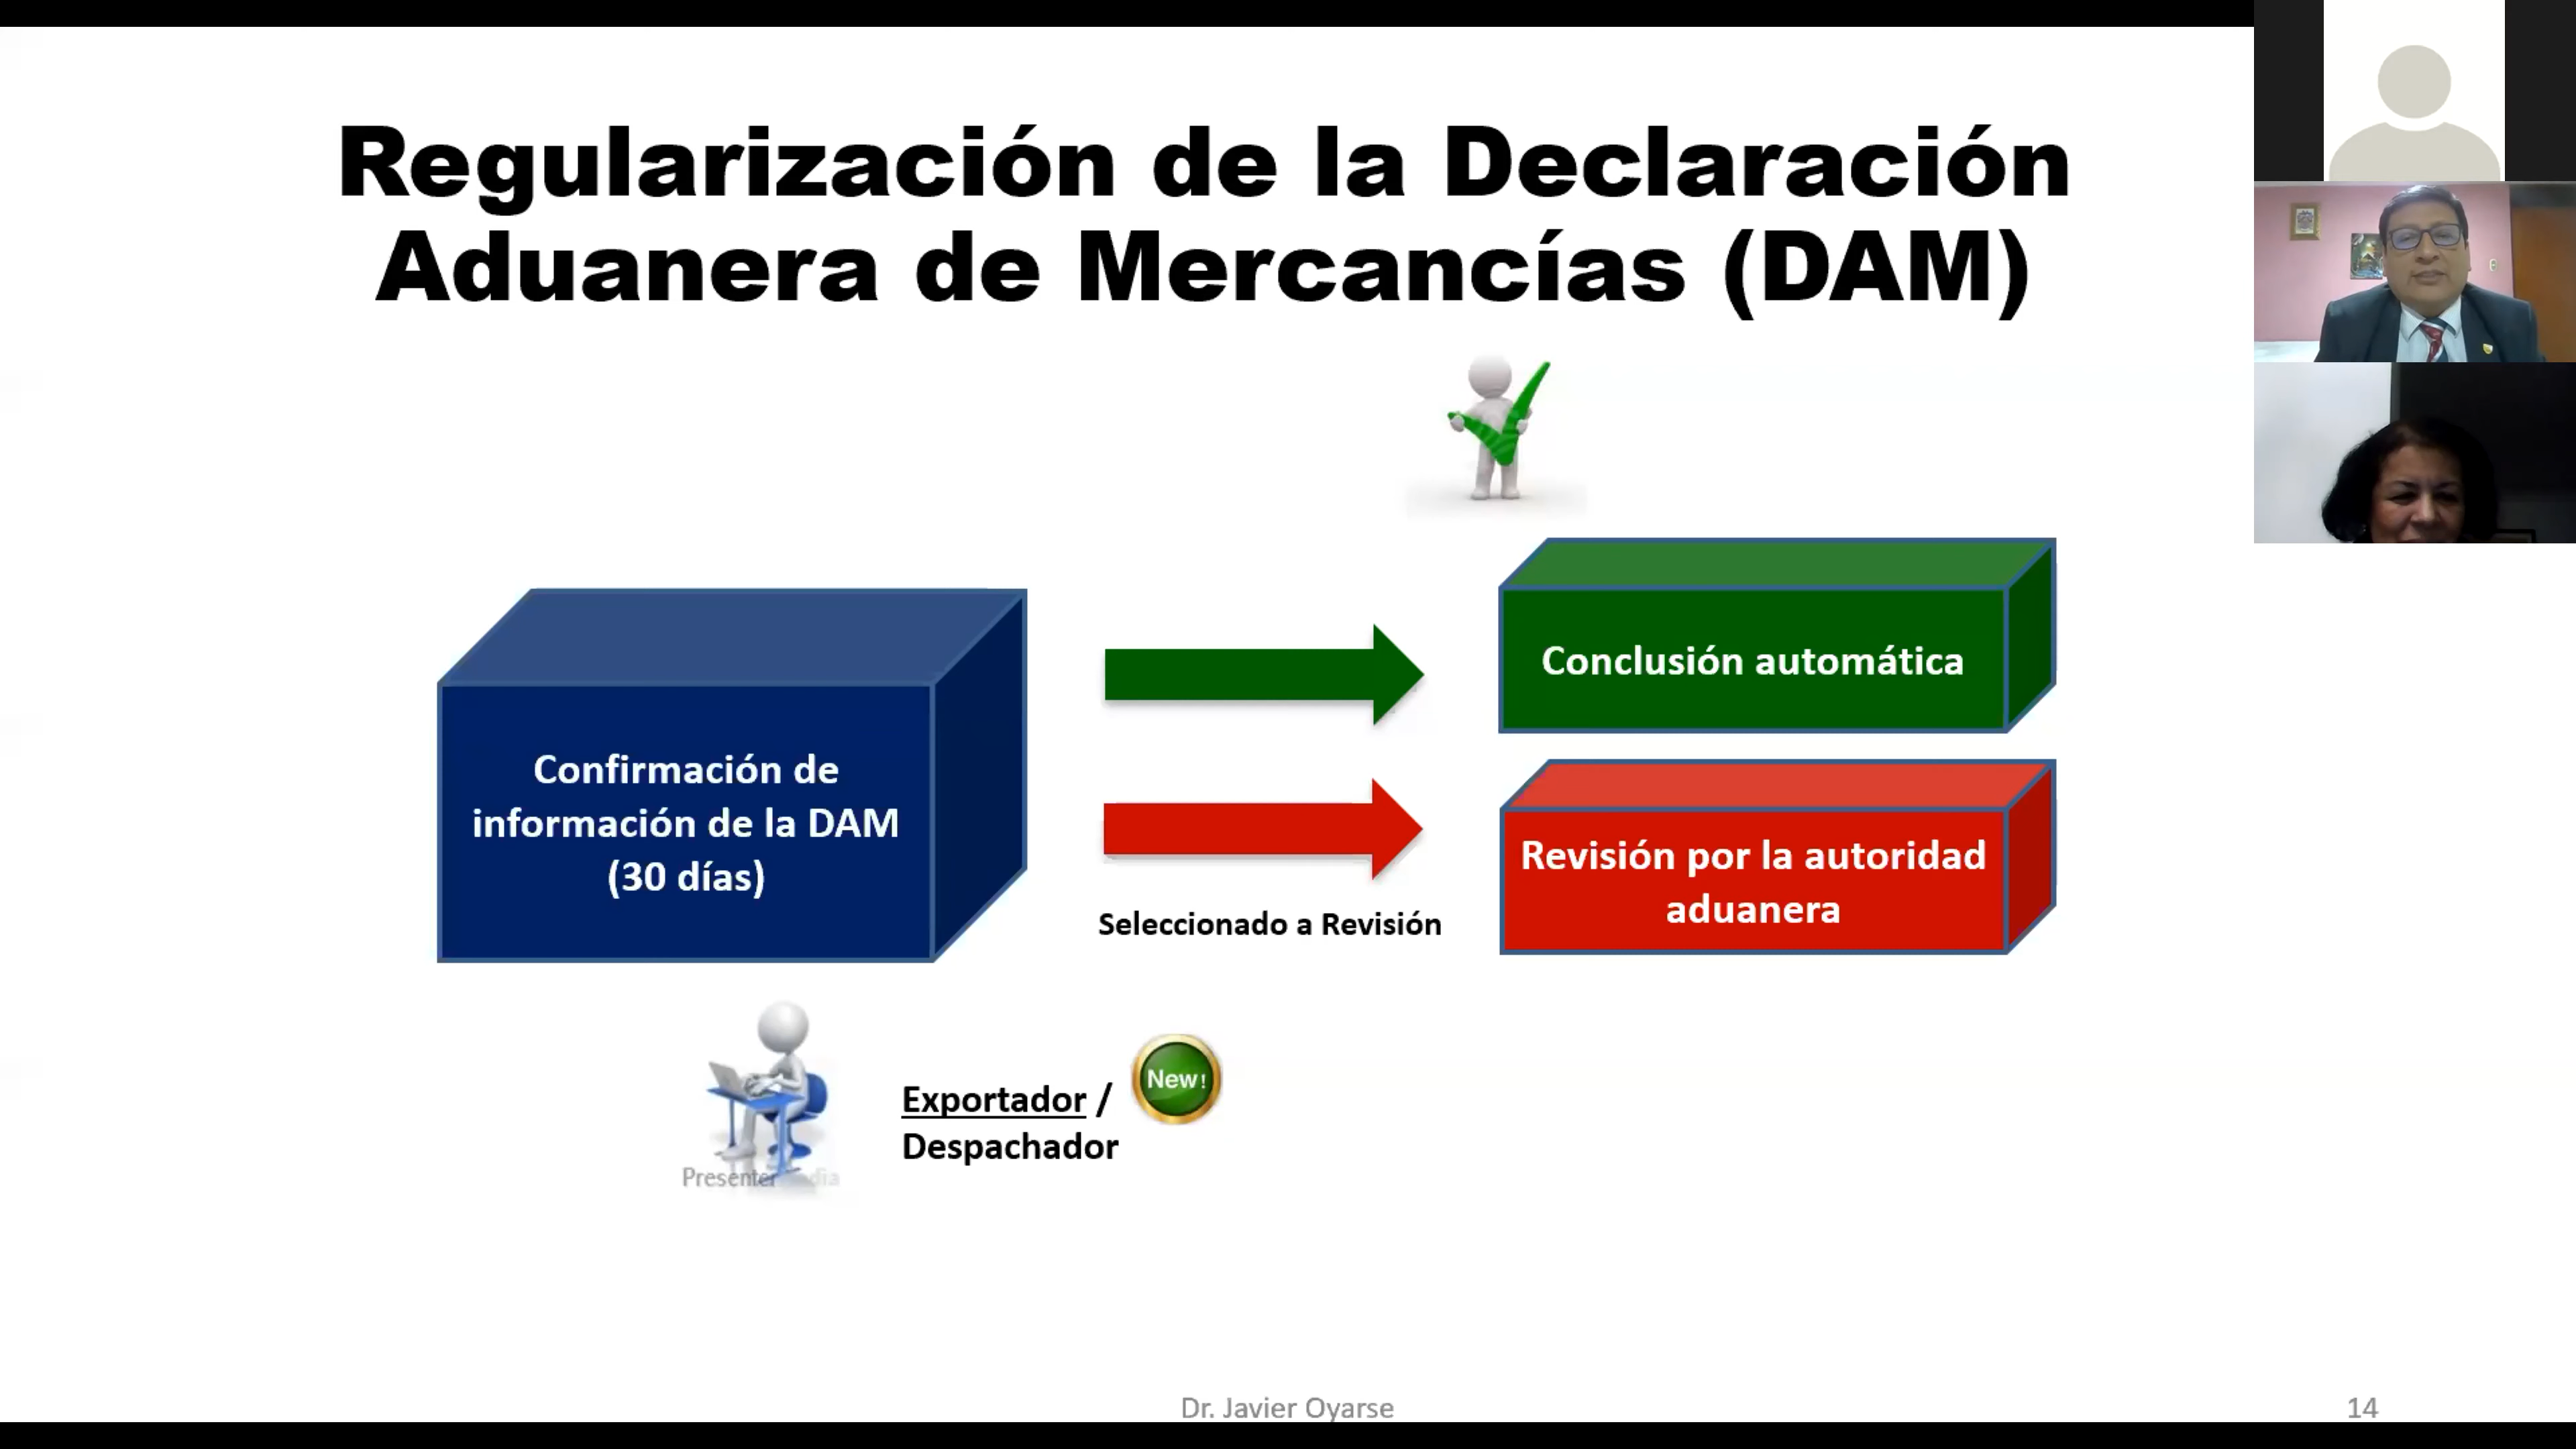 Regularización de la Declaración
Aduanera de Mercancías (DAM)
Conclusión automática
Confirmación de
información de la DAM
(30 días)
Revisión por la autoridad
aduanera
Seleccionado a Revisión
Exportador /
Despachador
New!
Dr. Javier Oyarse
14